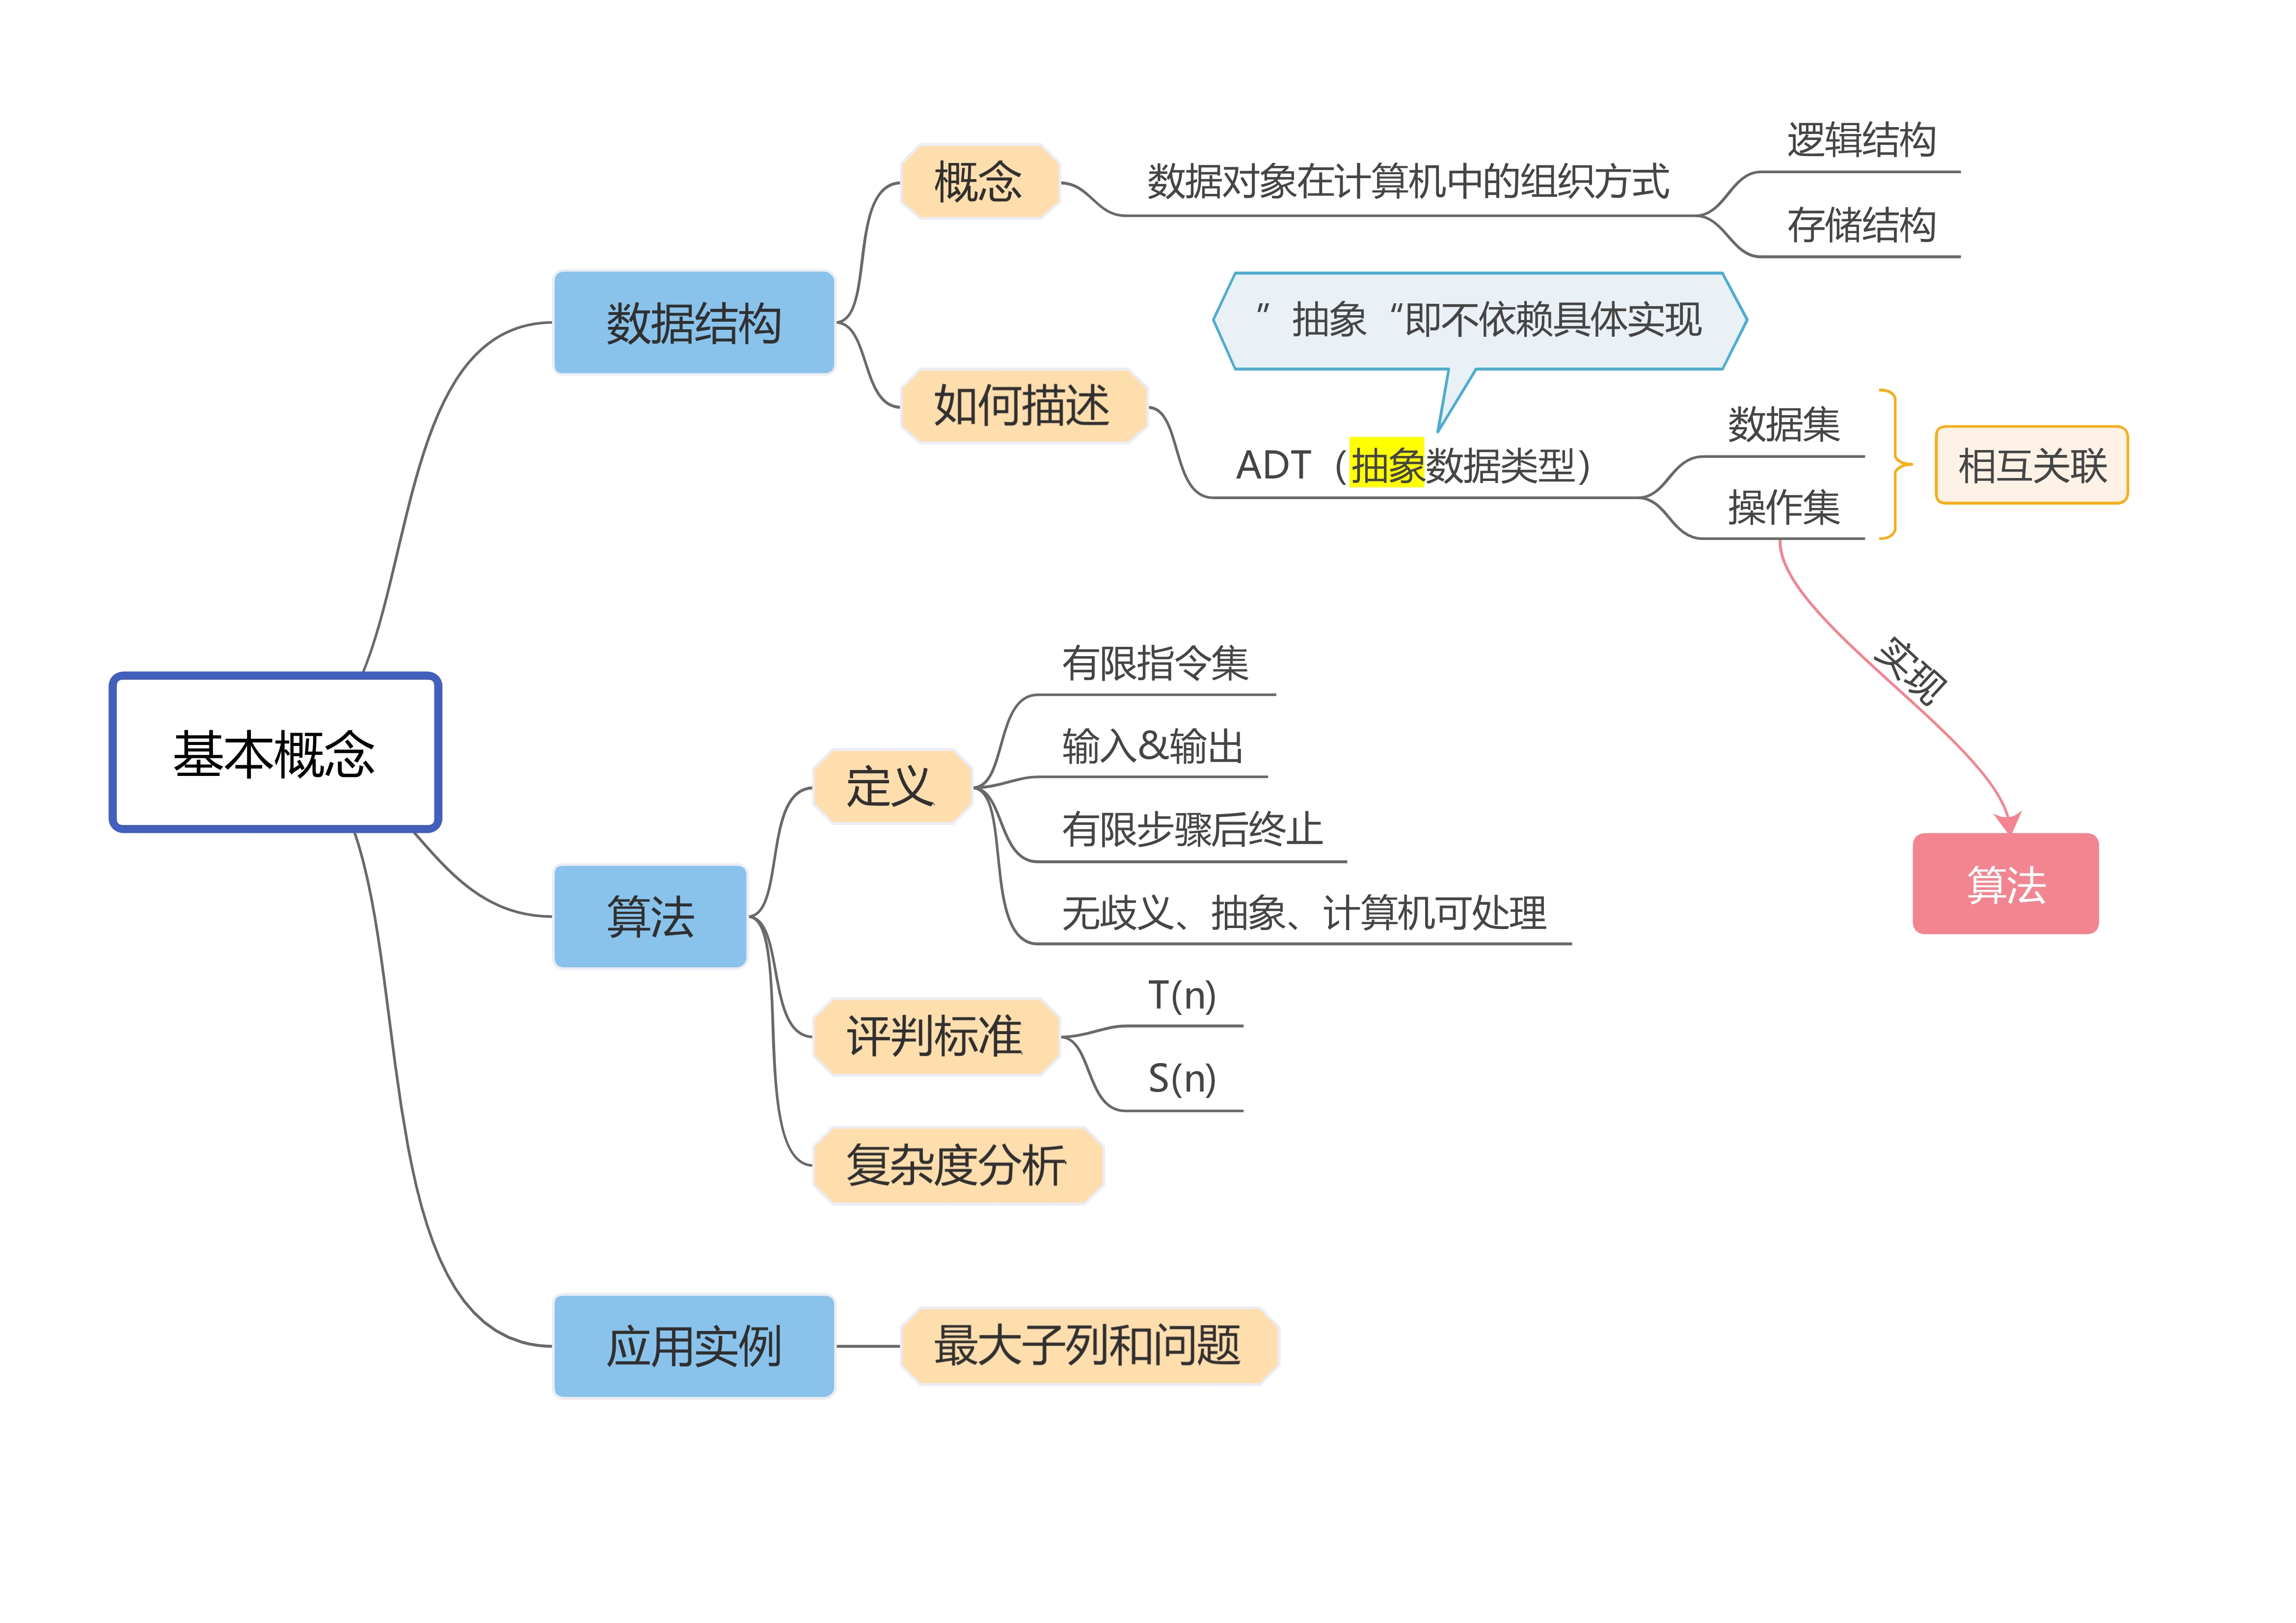 基本概念
数据结构
概念
数据对象在计算机中的组织方式
逻辑结构
存储结构
如何描述
”抽象“即不依赖具体实现
ADT（抽象数据类型）
数据集
操作集
相互关联
实现
算法
算法
定义
有限指令集
输入&输出
有限步骤后终止
无歧义、抽象、计算机可处理
评判标准
T(n)
S(n)
复杂度分析
应用实例
最大子列和问题